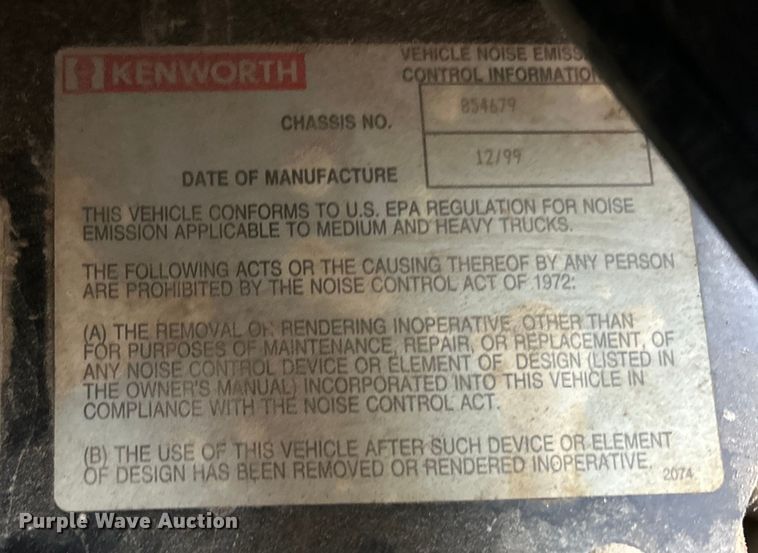 KENWORTH
VEHICLE NOISE
CONTROL INFORMATION
CHASSIS NO. 854679
DATE OF MANUFACTURE 12/99
THIS VEHICLE CONFORMS TO U.S. EPA REGULATION FOR NOISE
EMISSION APPLICABLE TO MEDIUM AND HEAVY TRUCKS.
THE FOLLOWING ACTS OR THE CAUSING THEREOF BY ANY PERSON
ARE PROHIBITED BY THE NOISE CONTROL ACT OF 1972:
(A) THE REMOVAL OR RENDERING INOPERATIVE, OTHER THAN
FOR PURPOSES OF MAINTENANCE, REPAIR, OR REPLACEMENT, OF
ANY NOISE CONTROL DEVICE OR ELEMENT OF DESIGN (LISTED IN
THE OWNER'S MANUAL) INCORPORATED INTO THIS VEHICLE IN
COMPLIANCE WITH THE NOISE CONTROL ACT.
(B) THE USE OF THIS VEHICLE AFTER SUCH DEVICE OR ELEMENT
OF DESIGN HAS BEEN REMOVED OR RENDERED INOPERATIVE.
2074
Purple Wave Auction